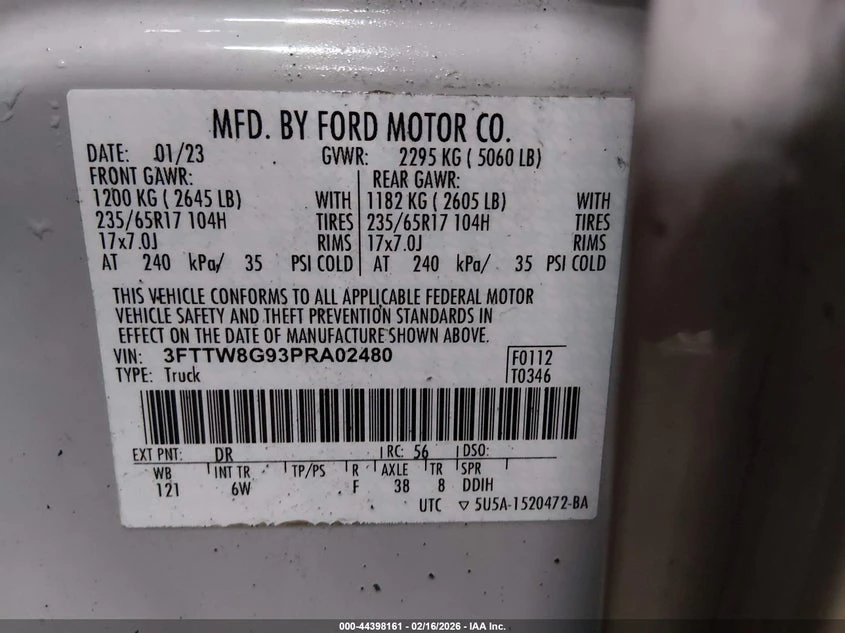 MFD. BY FORD MOTOR CO.
DATE: 01/23 GVWR: 2295 KG ( 5060 LB)
FRONT GAWR: REAR GAWR:
1200 KG ( 2645 LB) WITH 1182 KG ( 2605 LB) WITH
235/65R17 104H TIRES 235/65R17 104H TIRES
17x7.0J RIMS 17x7.0J RIMS
AT 240 kPa/ 35 PSI COLD AT 240 kPa/ 35 PSI COLD
THIS VEHICLE CONFORMS TO ALL APPLICABLE FEDERAL MOTOR
VEHICLE SAFETY AND THEFT PREVENTION STANDARDS IN
EFFECT ON THE DATE OF MANUFACTURE SHOWN ABOVE.
VIN: 3FTTW8G93PRA02480 F0112
TYPE: Truck T0346
EXT PNT: DR RC: 56 DSO:
WB INT TR TP/PS R AXLE TR SPR
121 6W F 38 8 DDIH
UTC ▽ 5U5A-1520472-BA
000-44398161 - 02/16/2026 - IAA Inc.